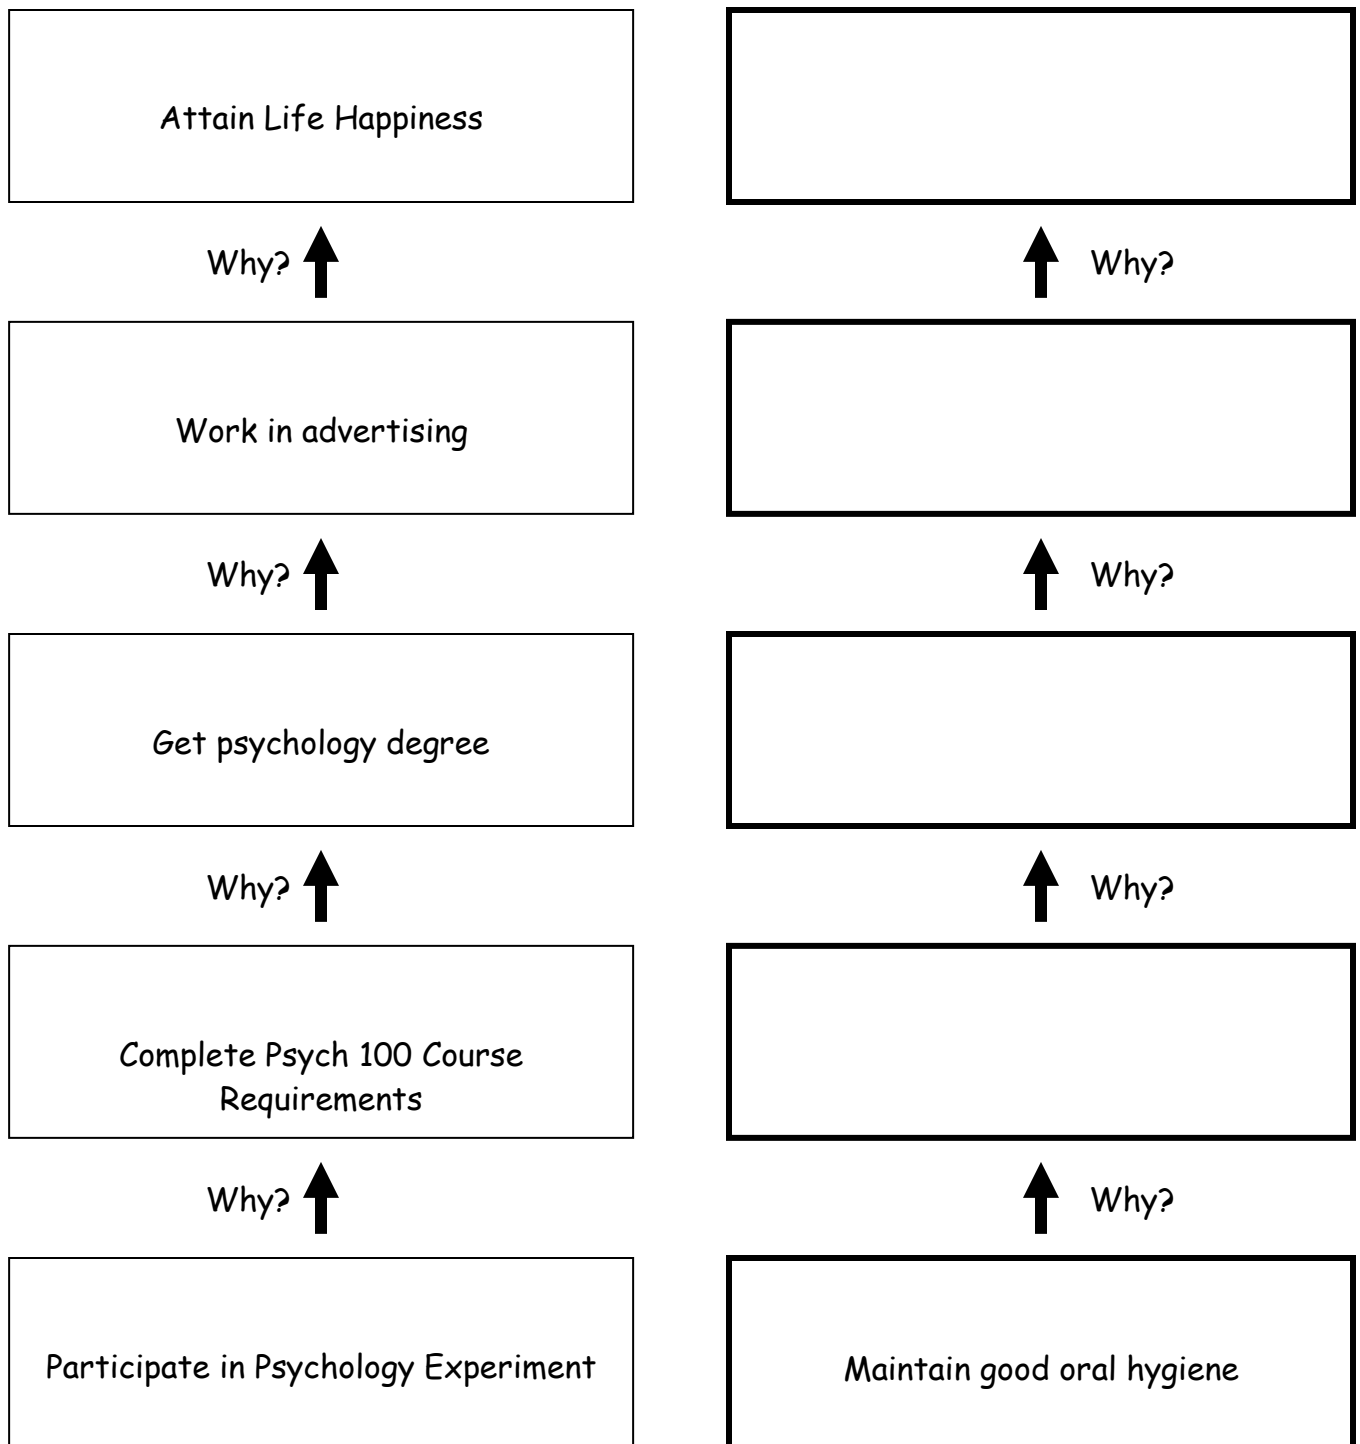 Attain Life Happiness
Why?
Why?
Work in advertising
Why?
Why?
Get psychology degree
Why?
Why?
Complete Psych 100 Course
Requirements
Why?
Why?
Participate in Psychology Experiment
Maintain good oral hygiene